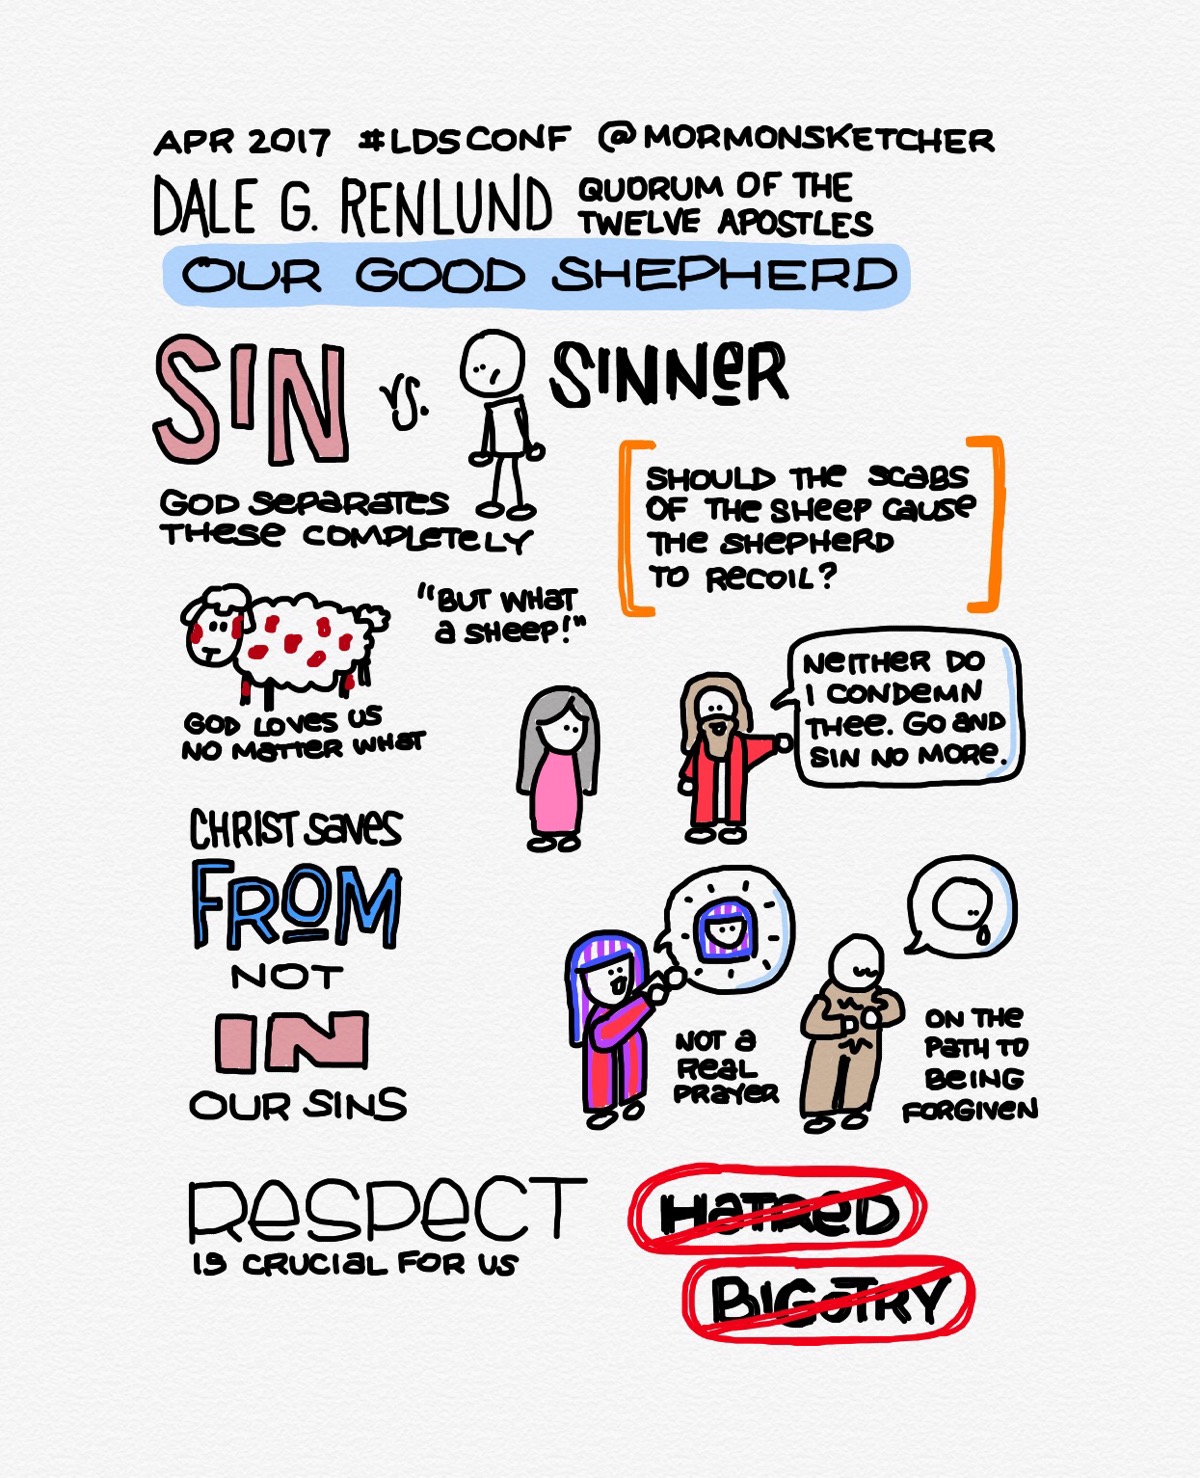 APR 2017 #LDSCONF @MORMONSKETCHER
DALE G. RENLUND
QUORUM OF THE
TWELVE APOSTLES
OUR GOOD SHEPHERD
SIN vs. SINNeR
GOD SePaRaTeS
THeSe COMPLeTeLY
SHOULD THe SCaBS
OF THe SHeeP CaUSe
THe SHePHeRD
TO ReCOIL?
"BUT WHaT
a SHeeP!"
GOD LOVeS US
NO MaTTeR WHaT
NeITHeR DO
I CONDeMN
THee. GO aND
SIN NO MORe.
CHRIST SaVeS
FROM
NOT
IN
OUR SINS
NOT a
ReaL
PRaYeR
ON THe
PaTH TO
BeING
FORGIVeN
ReSPeCT
IS CRUCIaL FOR US
HaTReD
BIGOTRY